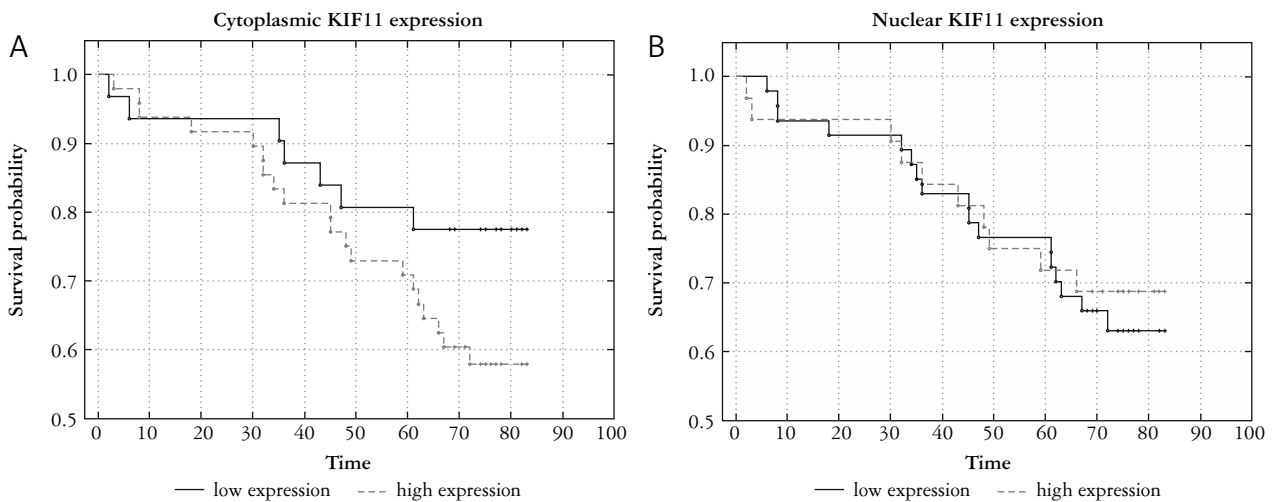 Cytoplasmic KIF11 expression
A
Survival probability
1.0
0.9
0.8
0.7
0.6
0.5
0 10 20 30 40 50 60 70 80 90 100
Time
low expression high expression
Nuclear KIF11 expression
B
Survival probability
1.0
0.9
0.8
0.7
0.6
0.5
0 10 20 30 40 50 60 70 80 90 100
Time
low expression high expression